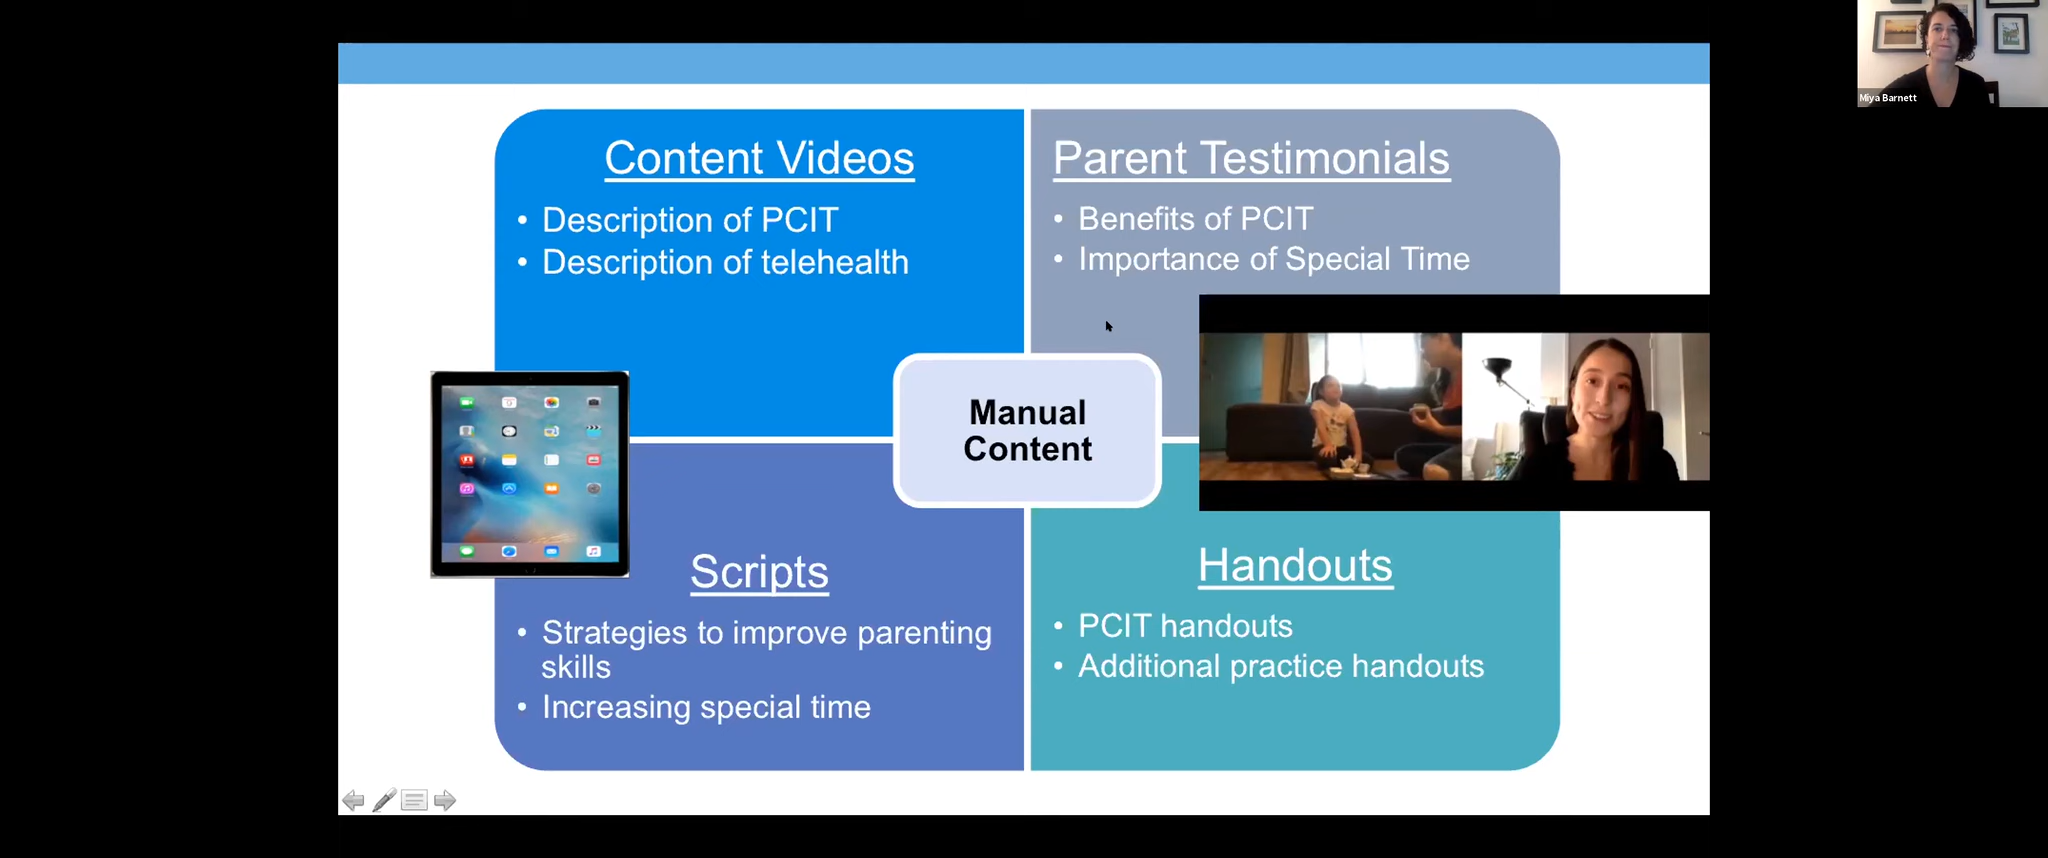 Miya Barnett
Content Videos
• Description of PCIT
• Description of telehealth
Parent Testimonials
• Benefits of PCIT
• Importance of Special Time
Manual
Content
Scripts
• Strategies to improve parenting
skills
• Increasing special time
Handouts
• PCIT handouts
• Additional practice handouts